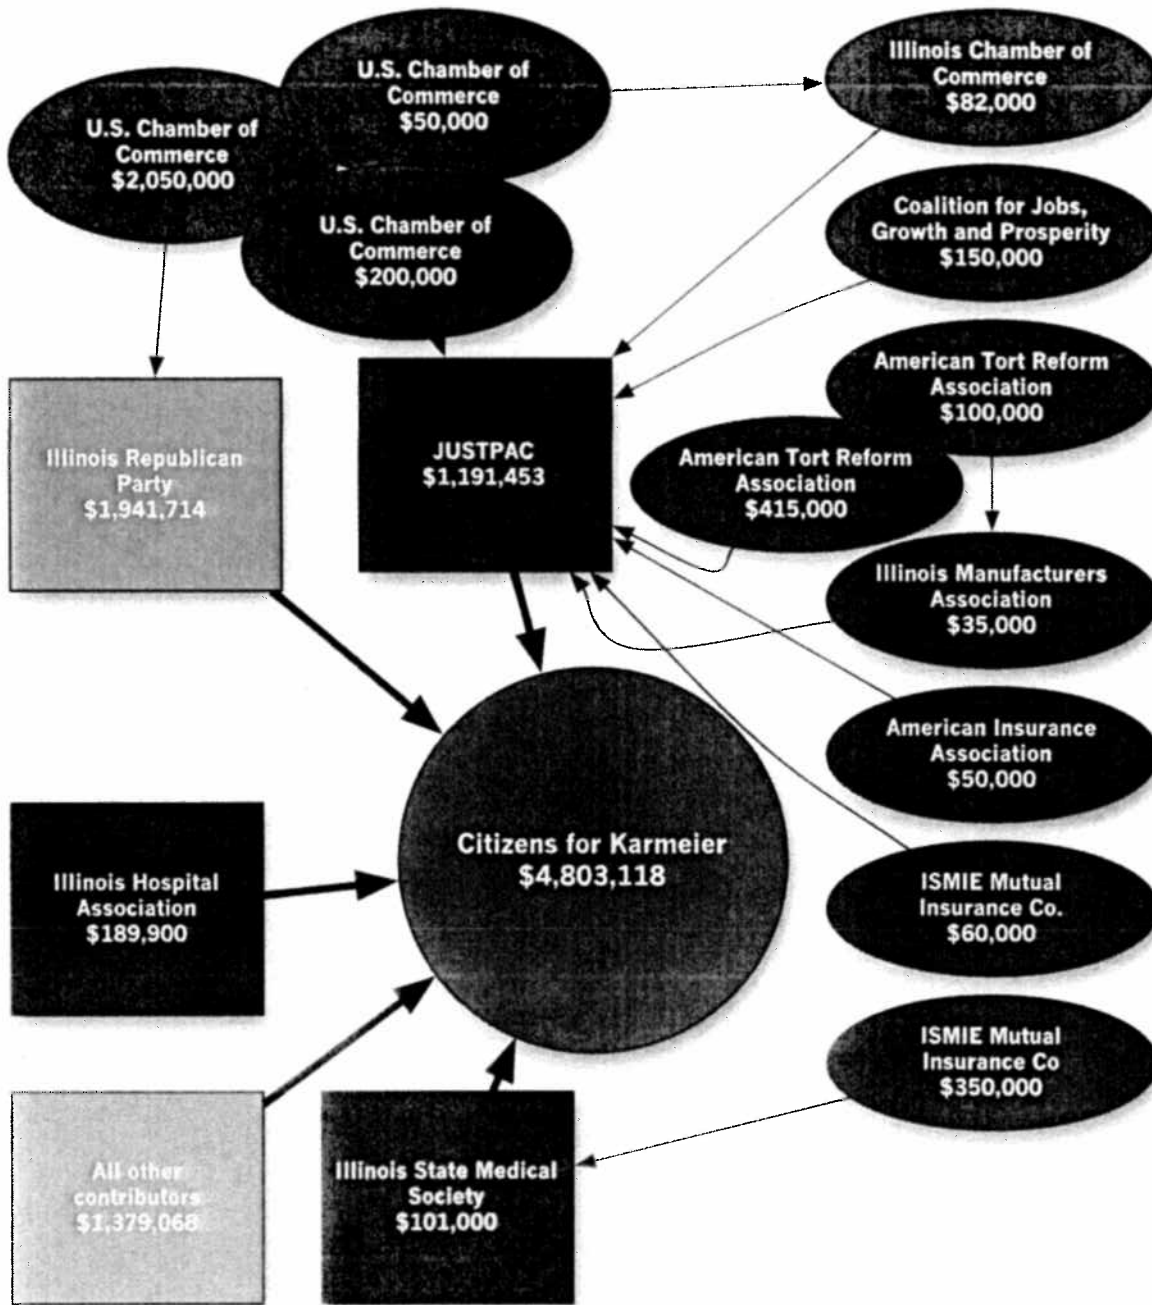 U.S. Chamber of
Commerce
$50,000
Illinois Chamber of
Commerce
$82,000
U.S. Chamber of
Commerce
$2,050,000
U.S. Chamber of
Commerce
$200,000
Coalition for Jobs,
Growth and Prosperity
$150,000
American Tort Reform
Association
$100,000
Illinois Republican
Party
$1,941,714
JUSTPAC
$1,191,453
American Tort Reform
Association
$415,000
Illinois Manufacturers
Association
$35,000
American Insurance
Association
$50,000
Citizens for Karmeier
$4,803,118
Illinois Hospital
Association
$189,900
ISMIE Mutual
Insurance Co.
$60,000
ISMIE Mutual
Insurance Co
$350,000
All other
contributors
$1,379,068
Illinois State Medical
Society
$101,000